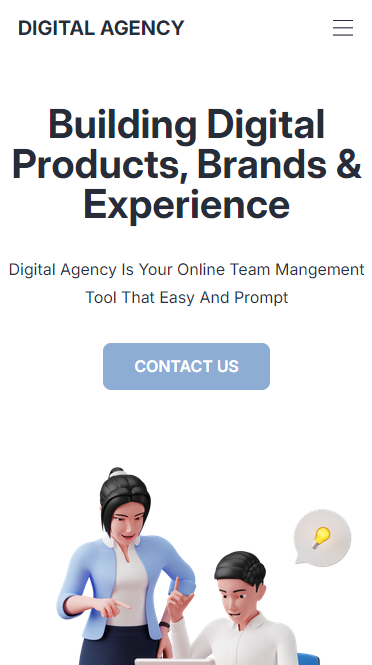 DIGITAL AGENCY
Building Digital
Products, Brands &
Experience
Digital Agency Is Your Online Team Mangement
Tool That Easy And Prompt
CONTACT US